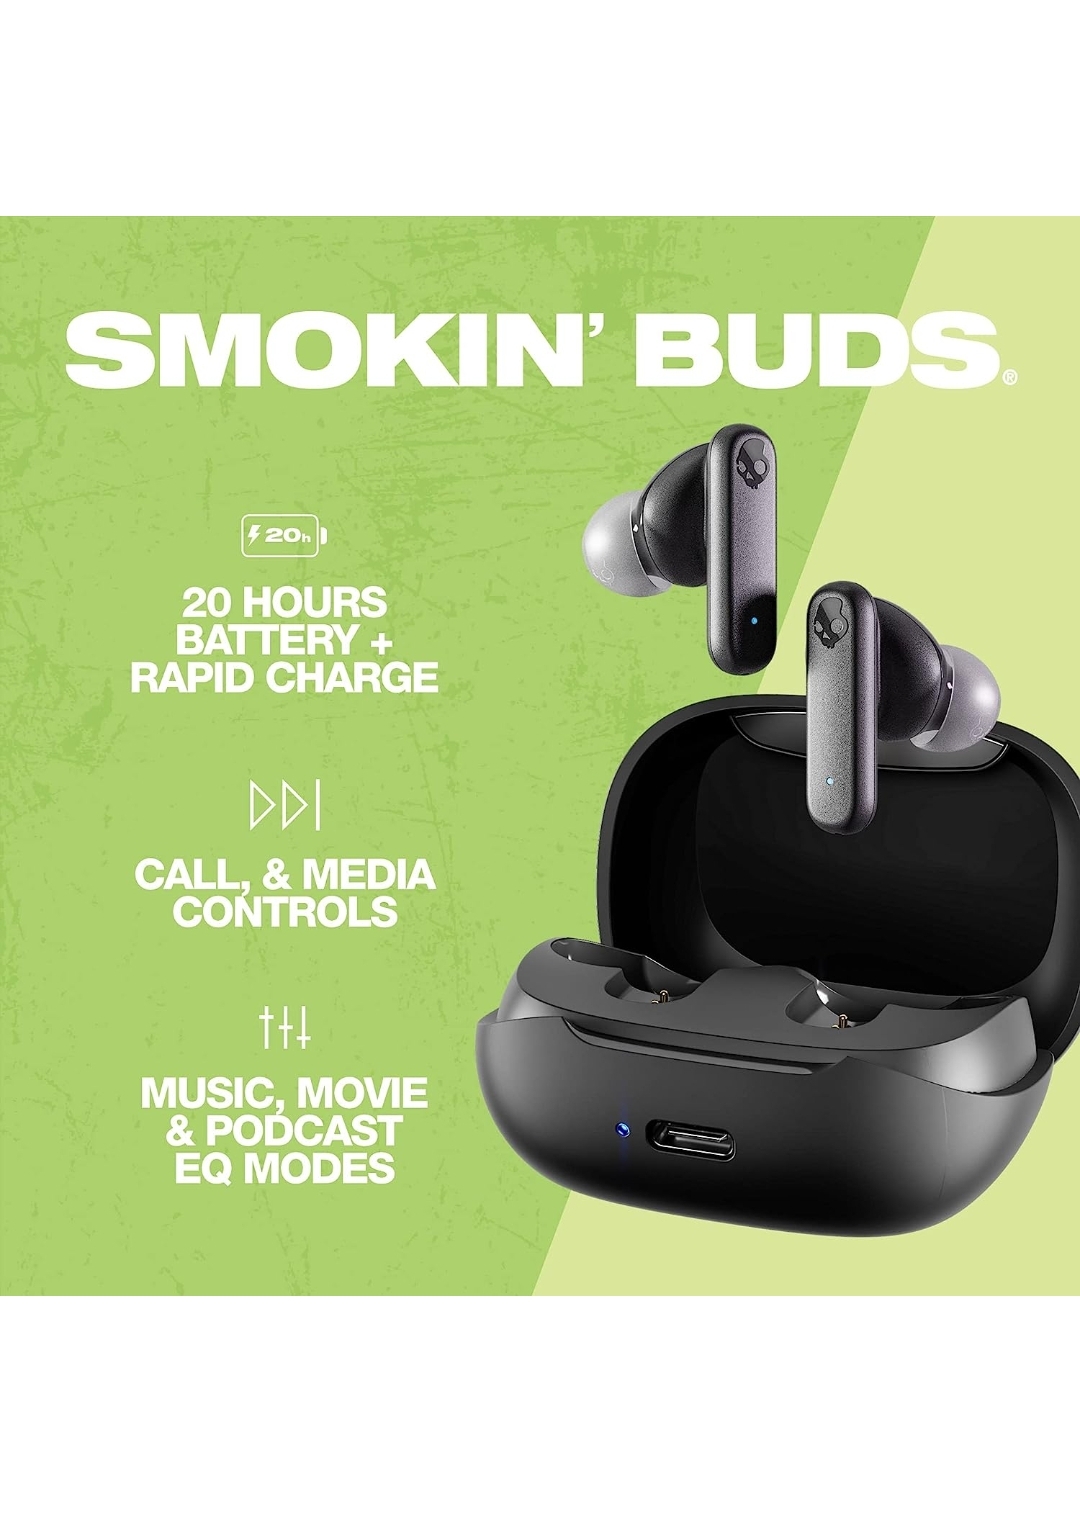 SMOKIN' BUDS®
20h
20 HOURS
BATTERY +
RAPID CHARGE
CALL, & MEDIA
CONTROLS
MUSIC, MOVIE
& PODCAST
EQ MODES